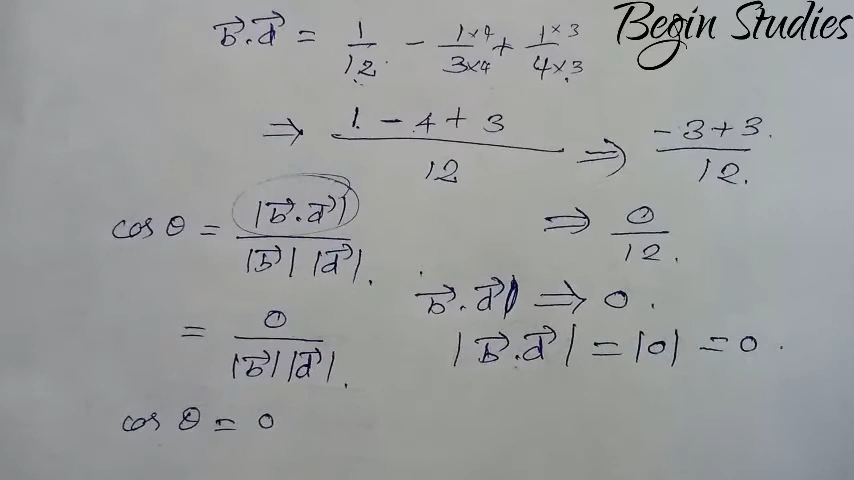 Begin Studies
b⃗.d⃗ = 1/12 - 1×4/3×4 + 1×3/4×3
⇒ 1 - 4 + 3/12 ⇒ -3+3/12.
cos θ = |b⃗.d⃗|/|b⃗| |d⃗|. ⇒ 0/12.
b⃗.d⃗ ⇒ 0.
= 0/|b⃗||d⃗|. |b⃗.d⃗| = |0| = 0.
cos θ = 0